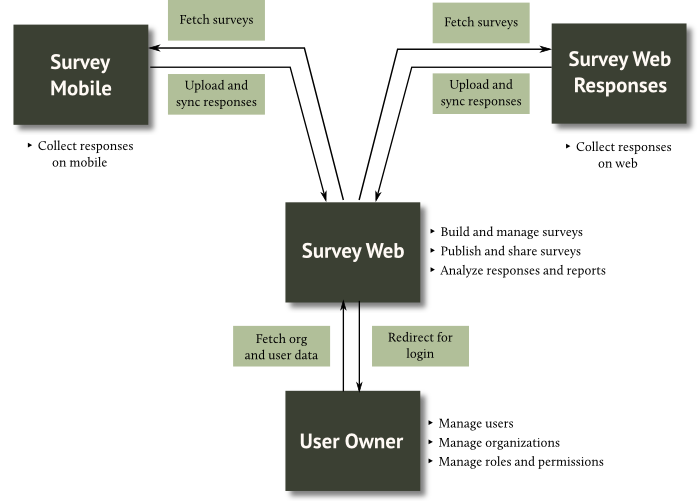 Fetch surveys
Survey
Mobile
Upload and
sync responses
‣ Collect responses
on mobile
Fetch surveys
Survey Web
Responses
Upload and
sync responses
‣ Collect responses
on web
Survey Web
‣ Build and manage surveys
‣ Publish and share surveys
‣ Analyze responses and reports
Fetch org
and user data
Redirect for
login
User Owner
‣ Manage users
‣ Manage organizations
‣ Manage roles and permissions